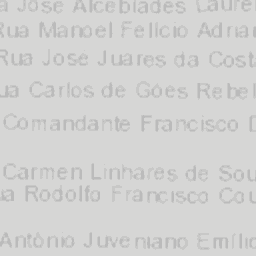 a José Alcebíades Laure
Rua Manoel Felício Adria
Rua José Juares da Cost
ua Carlos de Góes Rebel
Comandante Francisco D
Carmen Linhares de Sou
a Rodolfo Francisco Cou
Antônio Juveniano Emílio